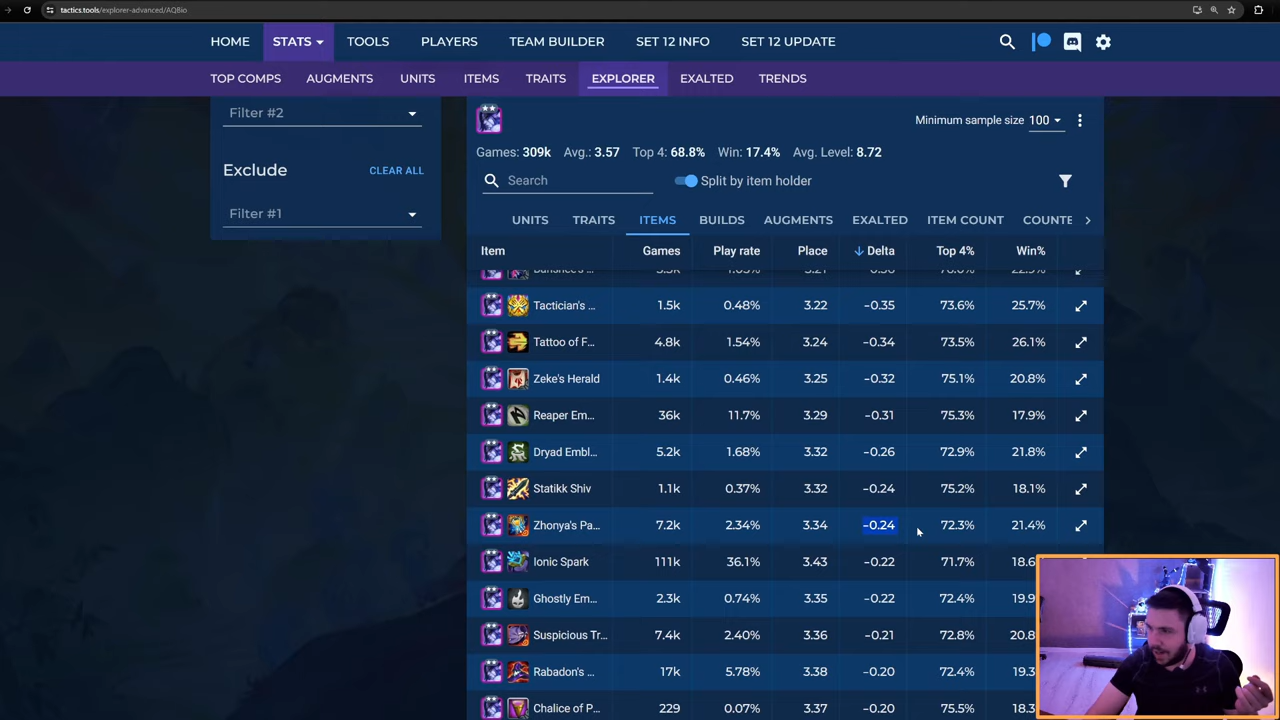 tactics.tools/explorer-advanced/AQBio
HOME STATS TOOLS PLAYERS TEAM BUILDER SET 12 INFO SET 12 UPDATE
TOP COMPS AUGMENTS UNITS ITEMS TRAITS EXPLORER EXALTED TRENDS
Filter #2
Exclude CLEAR ALL
Filter #1
Minimum sample size 100
Games: 309k Avg.: 3.57 Top 4: 68.8% Win: 17.4% Avg. Level: 8.72
Search Split by item holder
UNITS TRAITS ITEMS BUILDS AUGMENTS EXALTED ITEM COUNT COUNTE
Item Games Play rate Place Delta Top 4% Win%
Tactician's ... 1.5k 0.48% 3.22 −0.35 73.6% 25.7%
Tattoo of F... 4.8k 1.54% 3.24 −0.34 73.5% 26.1%
Zeke's Herald 1.4k 0.46% 3.25 −0.32 75.1% 20.8%
Reaper Em... 36k 11.7% 3.29 −0.31 75.3% 17.9%
Dryad Embl... 5.2k 1.68% 3.32 −0.26 72.9% 21.8%
Statikk Shiv 1.1k 0.37% 3.32 −0.24 75.2% 18.1%
Zhonya's Pa... 7.2k 2.34% 3.34 −0.24 72.3% 21.4%
Ionic Spark 111k 36.1% 3.43 −0.22 71.7% 18.6
Ghostly Em... 2.3k 0.74% 3.35 −0.22 72.4% 19.9
Suspicious Tr... 7.4k 2.40% 3.36 −0.21 72.8% 20.8
Rabadon's ... 17k 5.78% 3.38 −0.20 72.4% 19.3
Chalice of P... 229 0.07% 3.37 −0.20 75.5% 18.3